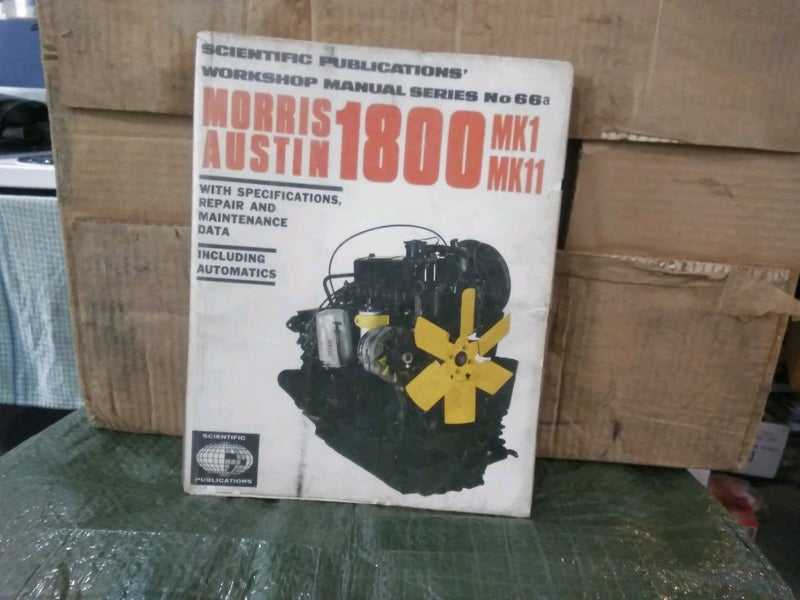 SCIENTIFIC PUBLICATIONS'
WORKSHOP MANUAL SERIES No 66a
MORRIS
AUSTIN
1800
MK1
MK11
WITH SPECIFICATIONS,
REPAIR AND
MAINTENANCE
DATA
INCLUDING
AUTOMATICS
SCIENTIFIC
PUBLICATIONS